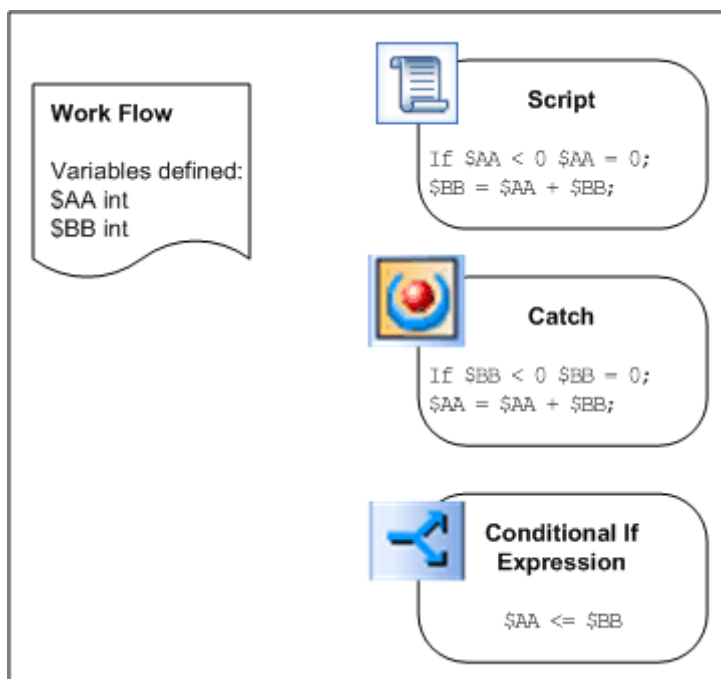 Work Flow
Variables defined:
$AA int
$BB int
Script
If $AA < 0 $AA = 0;
$BB = $AA + $BB;
Catch
If $BB < 0 $BB = 0;
$AA = $AA + $BB;
Conditional If
Expression
$AA <= $BB